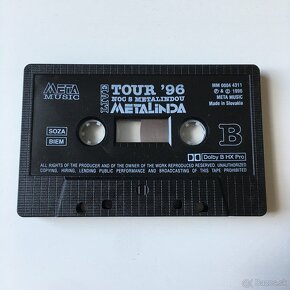 META
MUSIC
LIVE
TOUR '96
NOC S METALINDOU
METALINDA
MM 0004 4311
℗ & © 1996
META MUSIC
Made in Slovakia
SOZA
BIEM
B
Dolby B HX Pro
ALL RIGHTS OF THE PRODUCER AND OF THE OWNER OF THE WORK REPRODUCED RESERVED. UNAUTHORIZED
COPYING, HIRING, LENDING PUBLIC PERFORMANCE AND BROADCASTING OF THIS TAPE PROHIBITED
bazos.sk